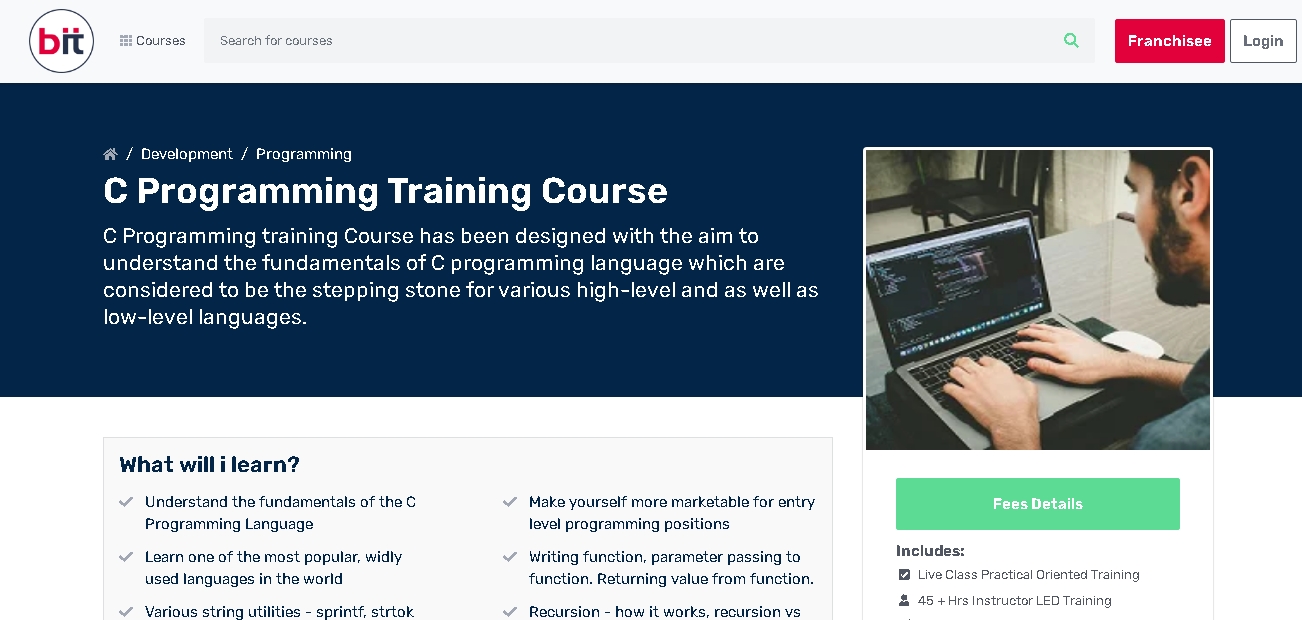 bit
Courses
Search for courses
Franchisee
Login
/ Development / Programming
C Programming Training Course
C Programming training Course has been designed with the aim to
understand the fundamentals of C programming language which are
considered to be the stepping stone for various high-level and as well as
low-level languages.
What will i learn?
Understand the fundamentals of the C
Programming Language
Learn one of the most popular, widly
used languages in the world
Various string utilities - sprintf, strtok
Make yourself more marketable for entry
level programming positions
Writing function, parameter passing to
function. Returning value from function.
Recursion - how it works, recursion vs
Fees Details
Includes:
Live Class Practical Oriented Training
45 + Hrs Instructor LED Training